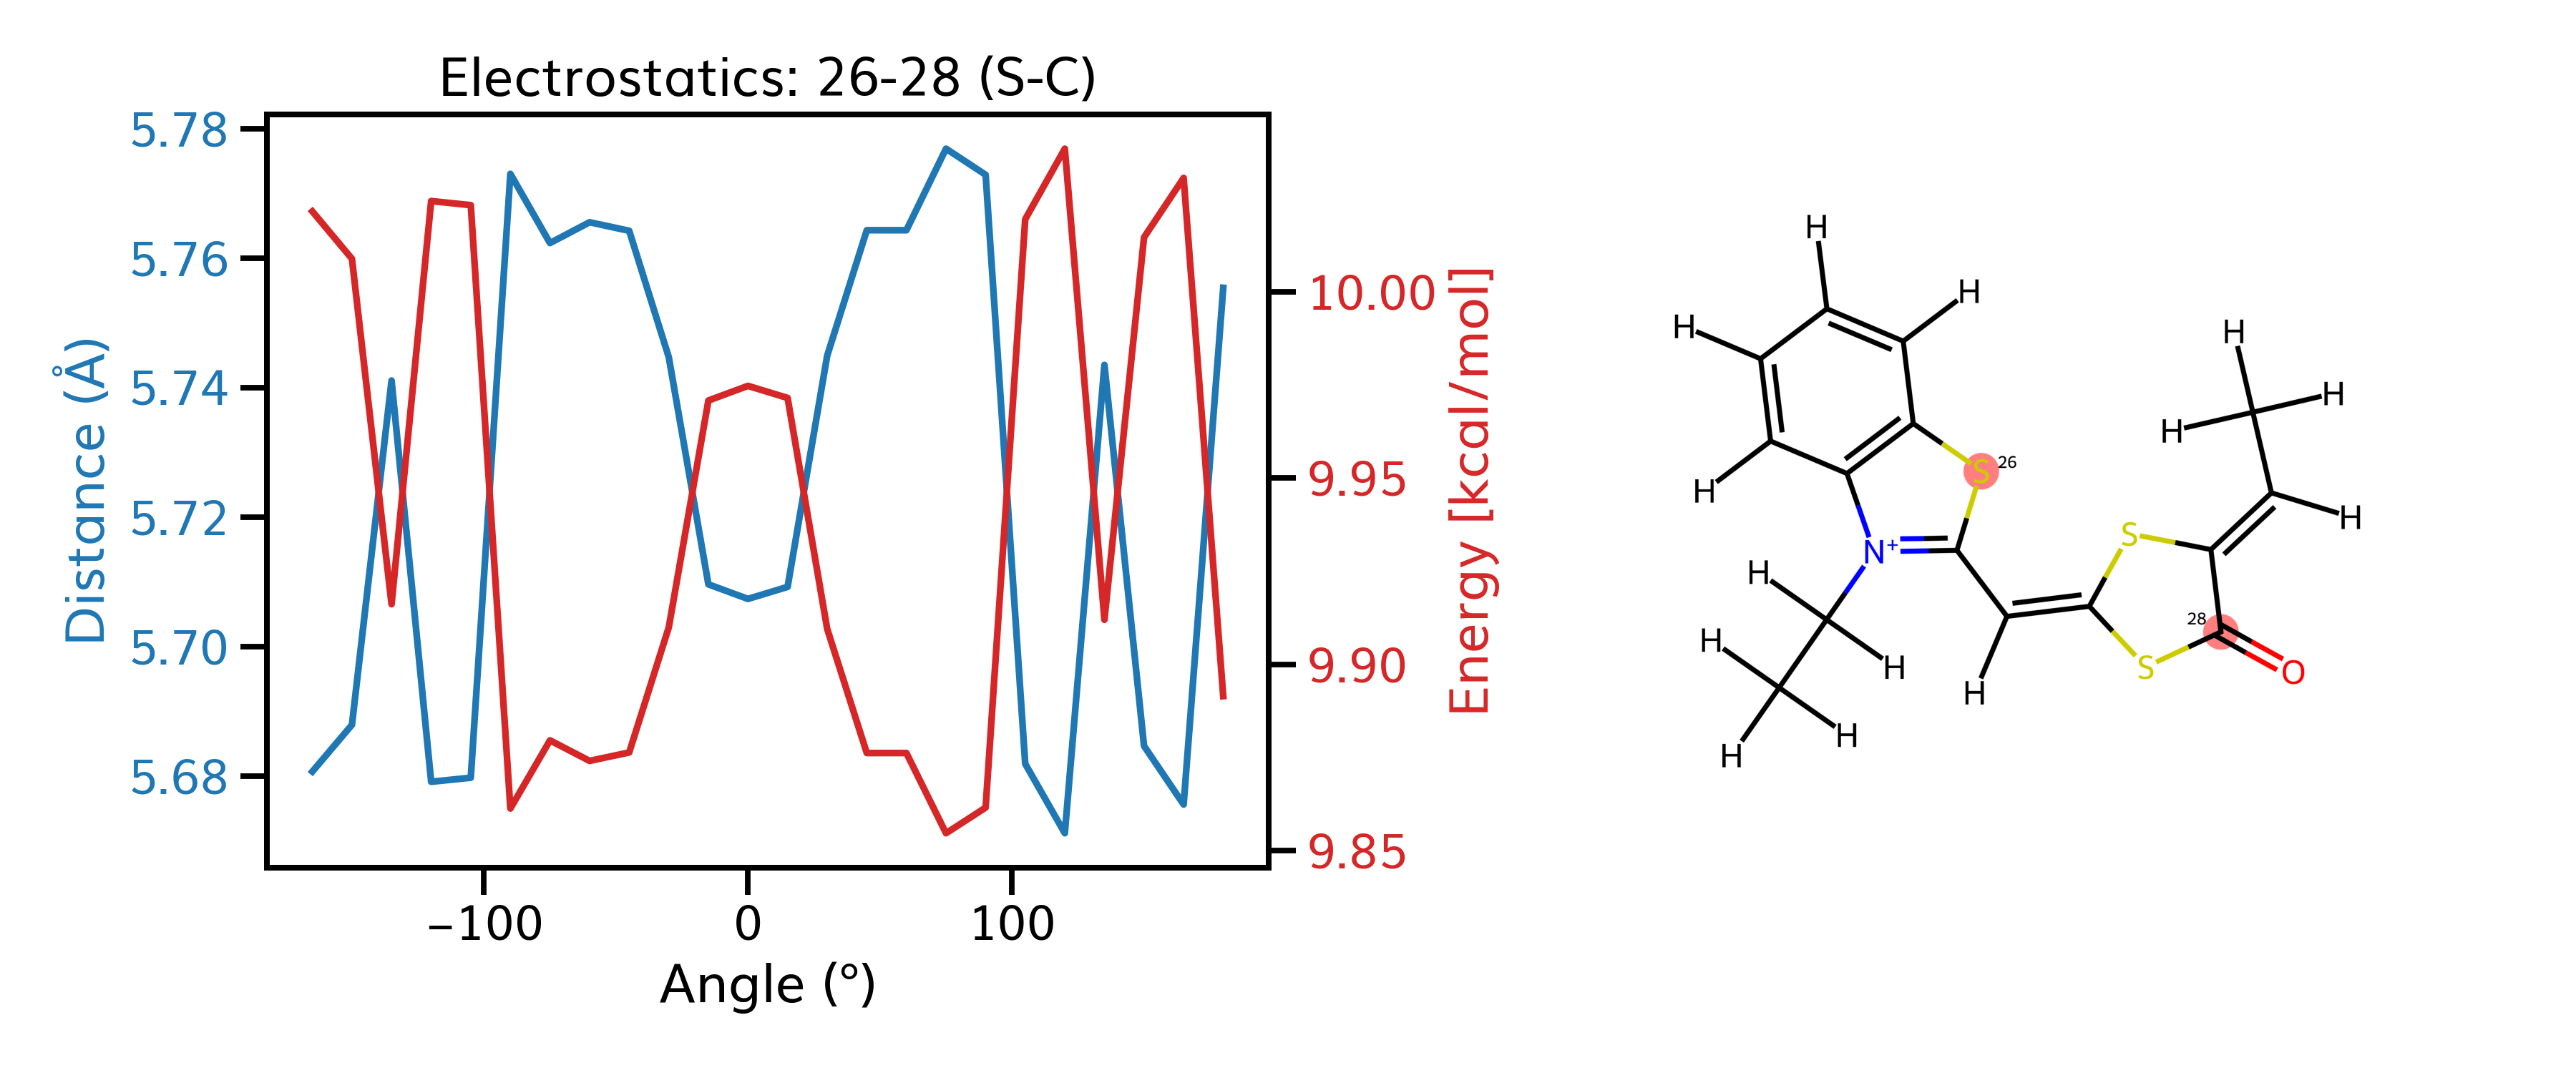 Electrostatics: 26-28 (S-C)
5.78
5.76
5.74
5.72
5.70
5.68
Distance (Å)
10.00
9.95
9.90
9.85
Energy [kcal/mol]
−100 0 100
Angle (°)
H
H
H
H
H
H
H
S 26
H
H
S
N⁺
H
28
H
H
S
O
H
H
H
H